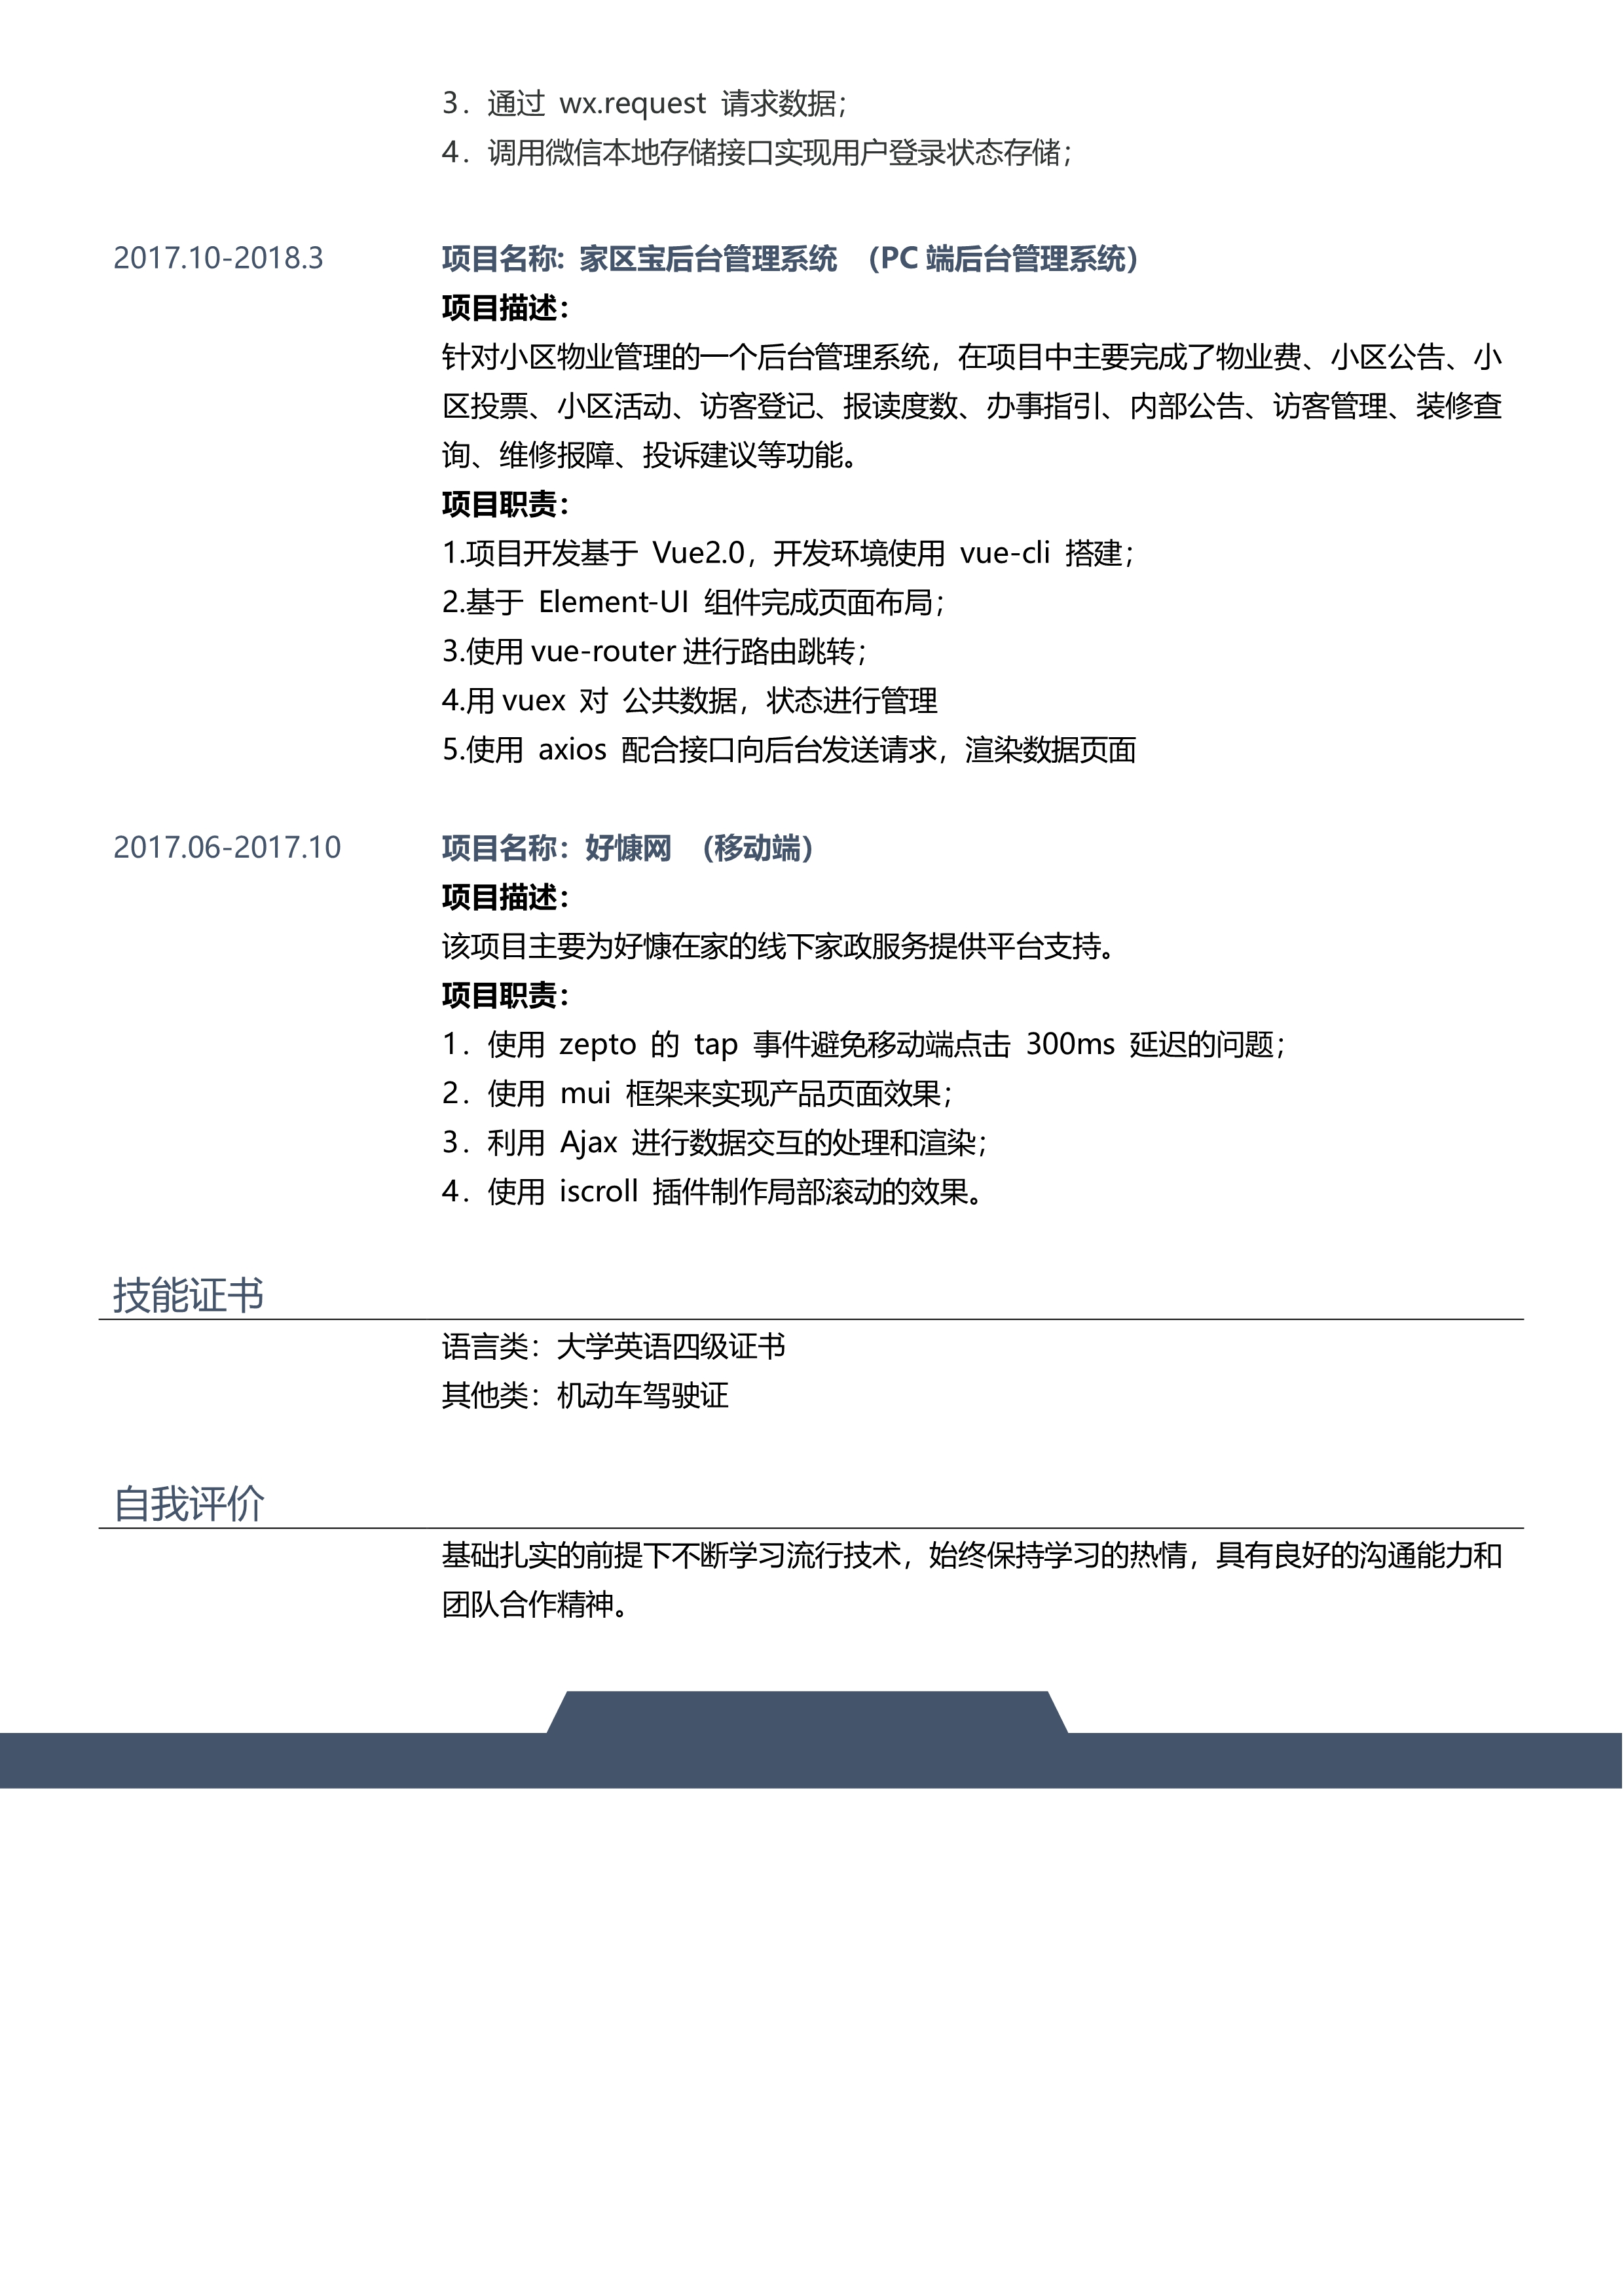 3. 通过 wx.request 请求数据；
4. 调用微信本地存储接口实现用户登录状态存储；
2017.10-2018.3 项目名称: 家区宝后台管理系统 （PC 端后台管理系统）
项目描述：
针对小区物业管理的一个后台管理系统，在项目中主要完成了物业费、小区公告、小
区投票、小区活动、访客登记、报读度数、办事指引、内部公告、访客管理、装修查
询、维修报障、投诉建议等功能。
项目职责：
1.项目开发基于 Vue2.0，开发环境使用 vue-cli 搭建；
2.基于 Element-UI 组件完成页面布局；
3.使用 vue-router 进行路由跳转；
4.用 vuex 对 公共数据，状态进行管理
5.使用 axios 配合接口向后台发送请求，渲染数据页面
2017.06-2017.10 项目名称：好慷网 （移动端）
项目描述：
该项目主要为好慷在家的线下家政服务提供平台支持。
项目职责：
1. 使用 zepto 的 tap 事件避免移动端点击 300ms 延迟的问题；
2. 使用 mui 框架来实现产品页面效果；
3. 利用 Ajax 进行数据交互的处理和渲染；
4. 使用 iscroll 插件制作局部滚动的效果。
技能证书
语言类：大学英语四级证书
其他类：机动车驾驶证
自我评价
基础扎实的前提下不断学习流行技术，始终保持学习的热情，具有良好的沟通能力和
团队合作精神。